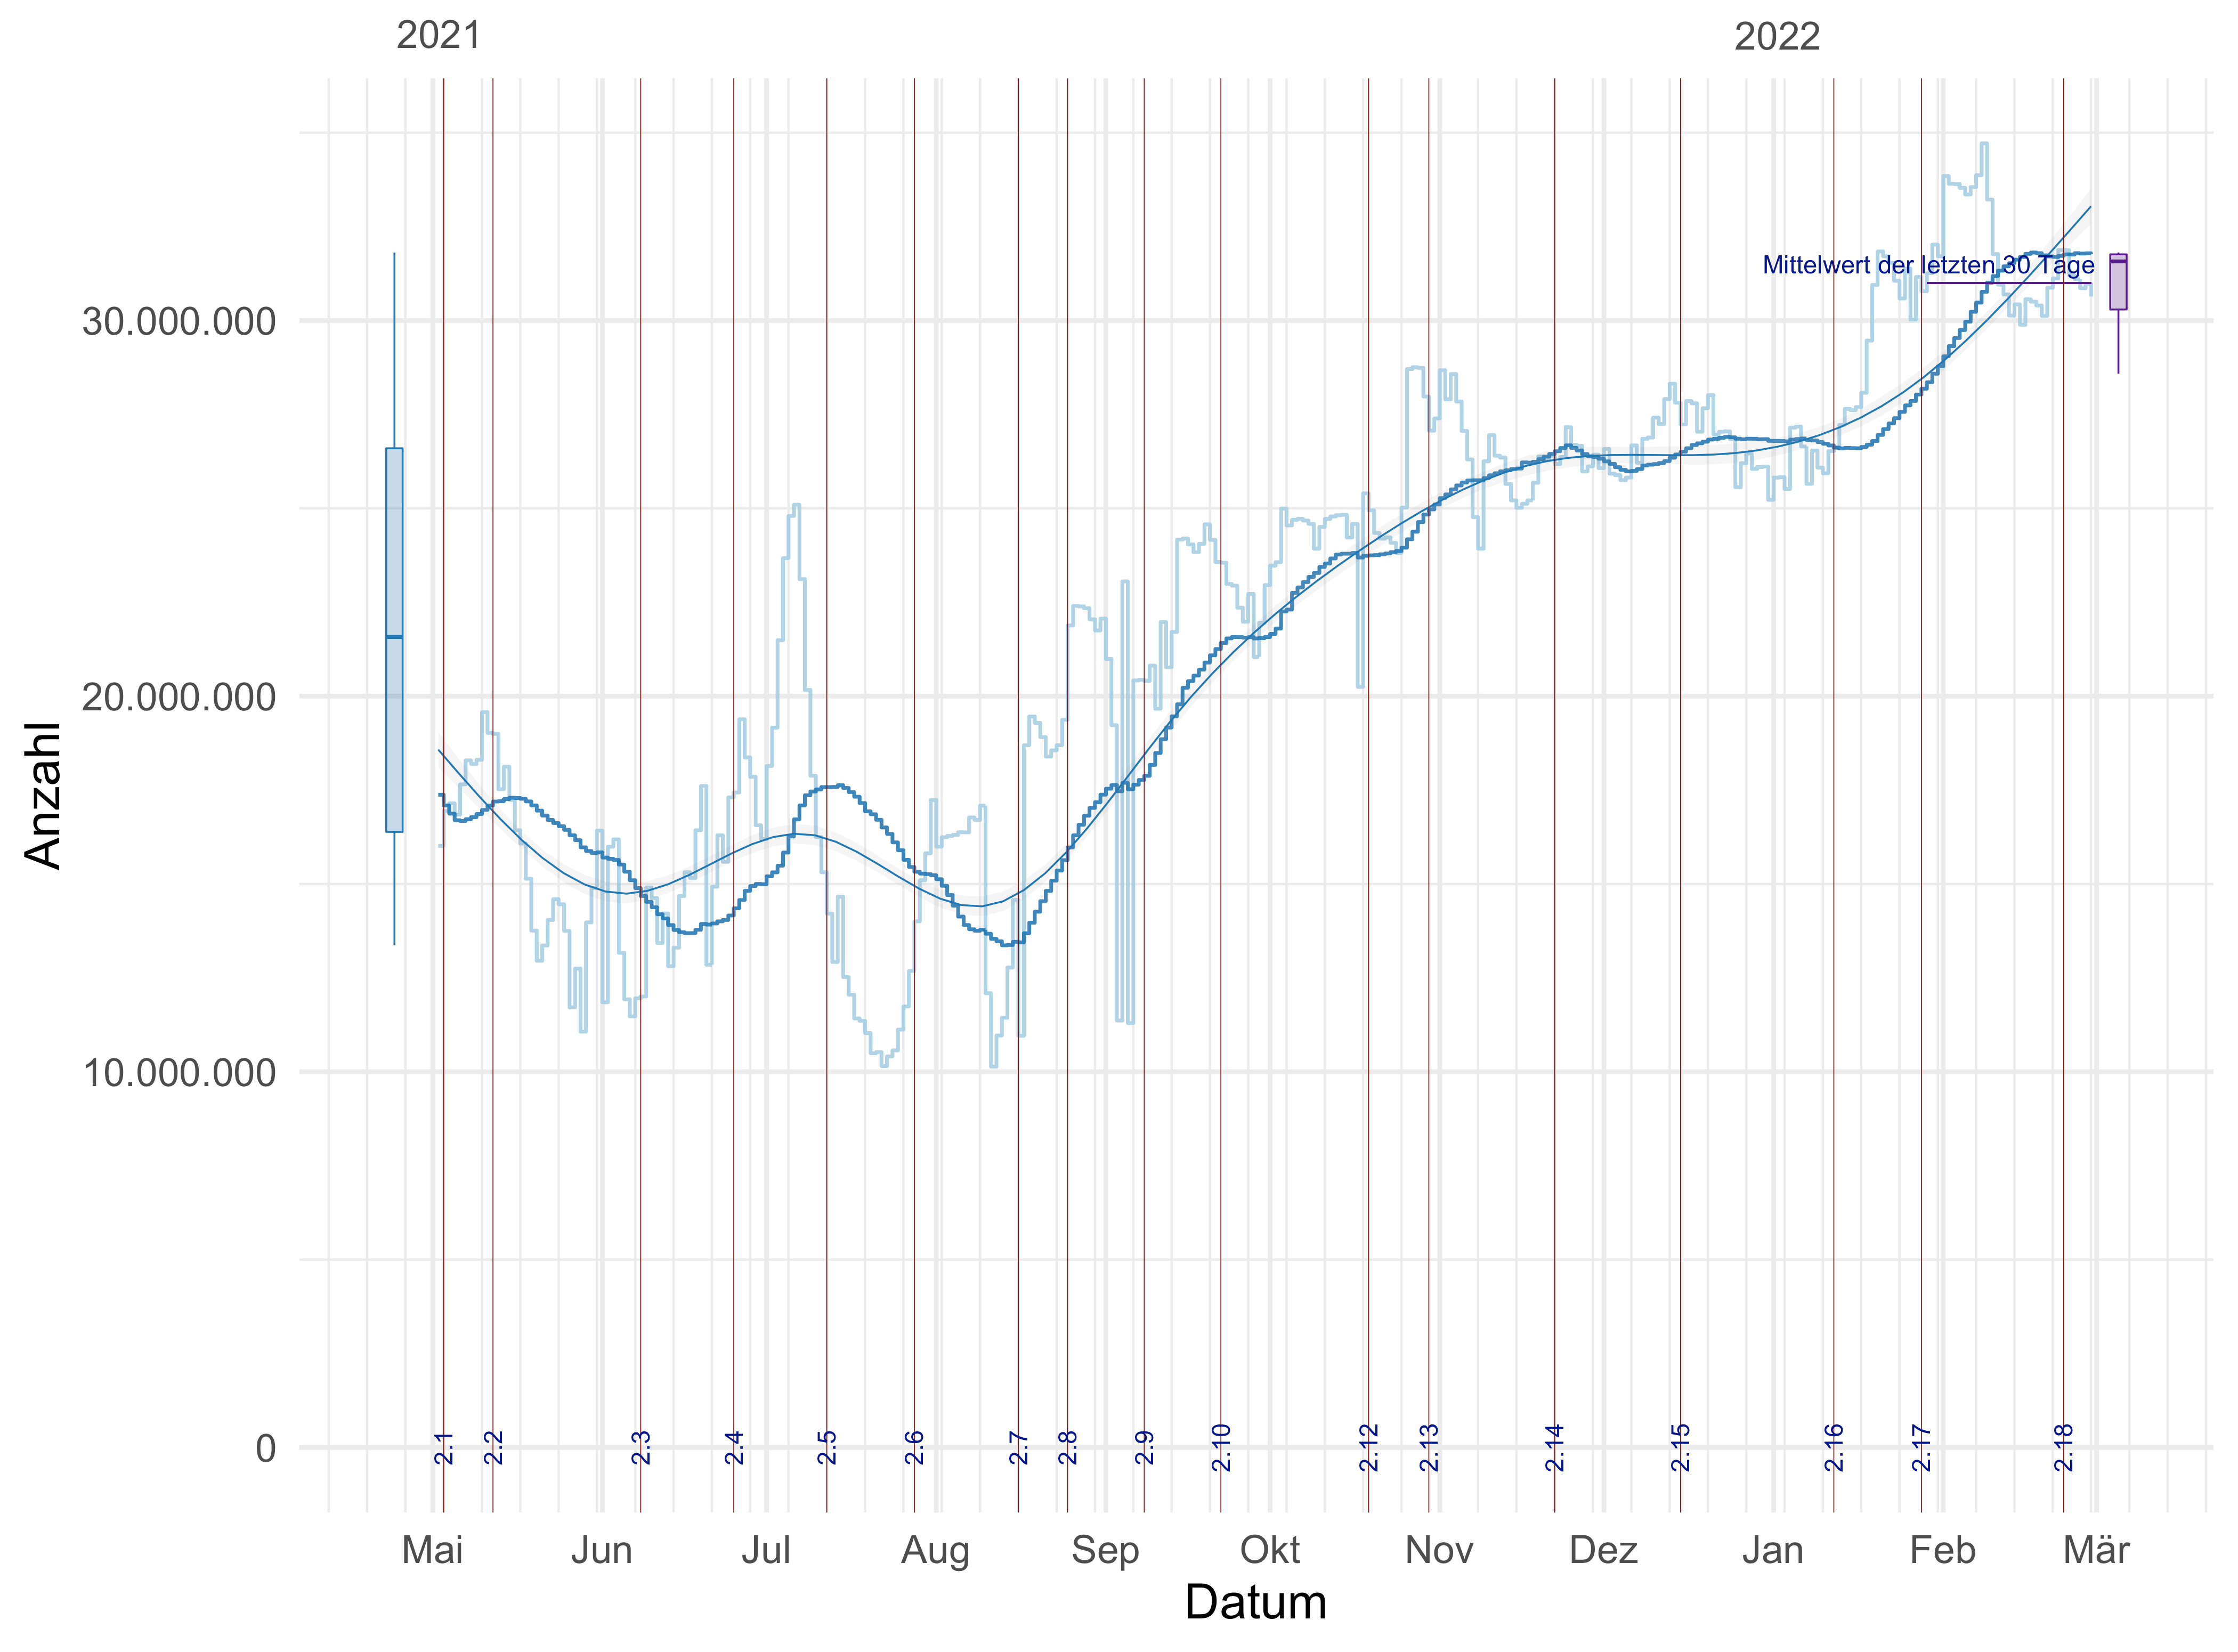 2021
2022
Anzahl
30.000.000
20.000.000
10.000.000
0
Mittelwert der letzten 30 Tage
2.1
2.2
2.3
2.4
2.5
2.6
2.7
2.8
2.9
2.10
2.12
2.13
2.14
2.15
2.16
2.17
2.18
Mai
Jun
Jul
Aug
Sep
Okt
Nov
Dez
Jan
Feb
Mär
Datum